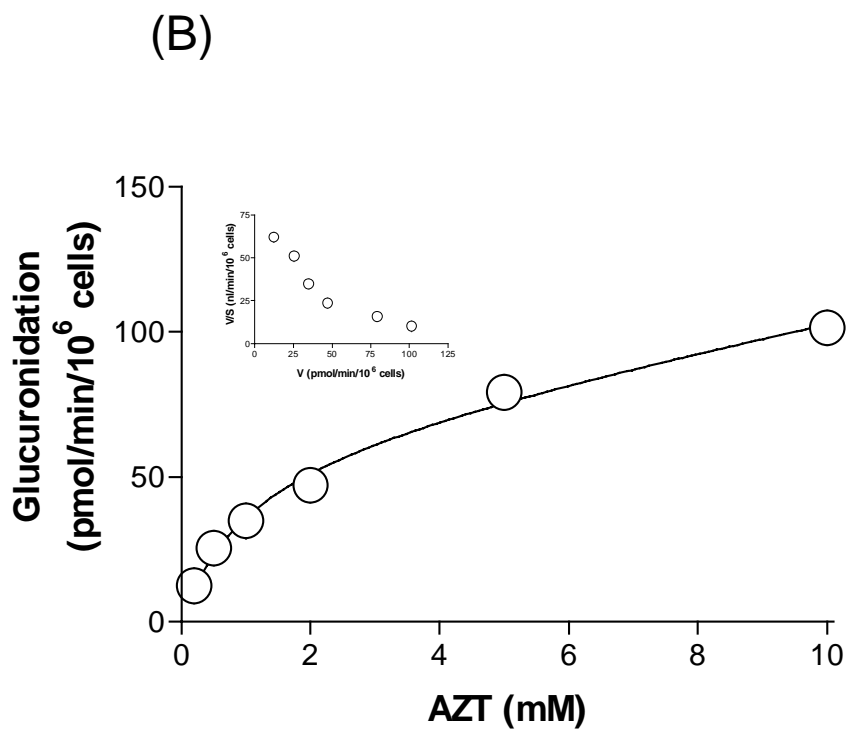 (B)
Glucuronidation
(pmol/min/10⁶ cells)
150
100
50
0
0 2 4 6 8 10
AZT (mM)
V/S (nl/min/10⁶ cells)
75
50
25
0
0 25 50 75 100 125
V (pmol/min/10⁶ cells)